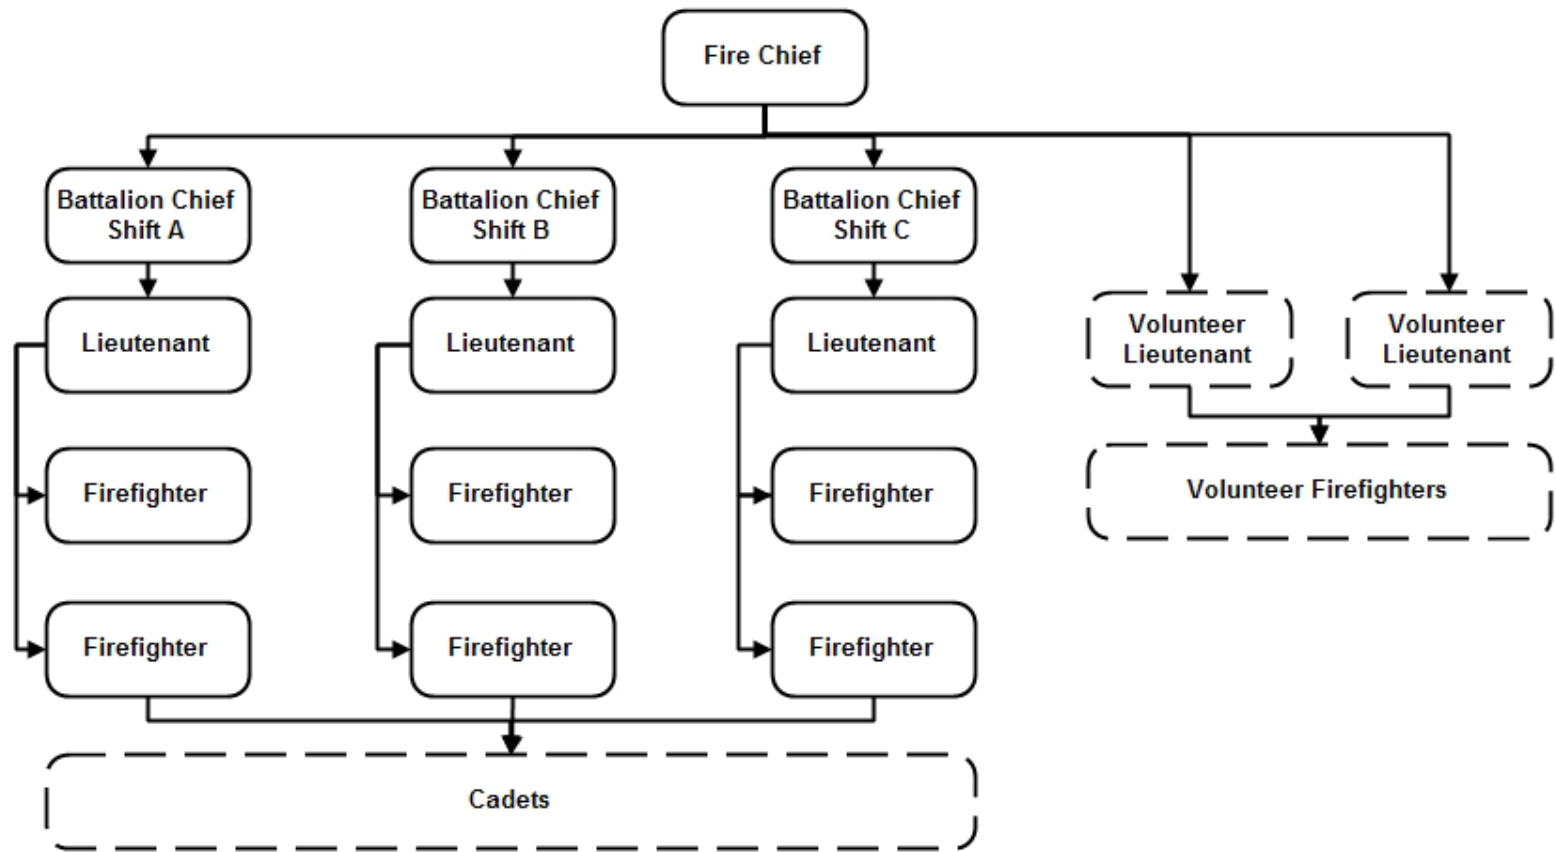 Fire Chief
Battalion Chief
Shift A
Battalion Chief
Shift B
Battalion Chief
Shift C
Lieutenant
Lieutenant
Lieutenant
Volunteer
Lieutenant
Volunteer
Lieutenant
Firefighter
Firefighter
Firefighter
Volunteer Firefighters
Firefighter
Firefighter
Firefighter
Cadets